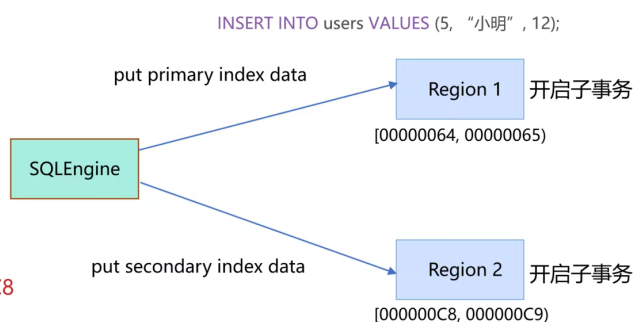 INSERT INTO users VALUES (5, “小明”, 12);
put primary index data
Region 1
开启子事务
[00000064, 00000065)
SQLEngine
put secondary index data
Region 2
开启子事务
C8
[000000C8, 000000C9)